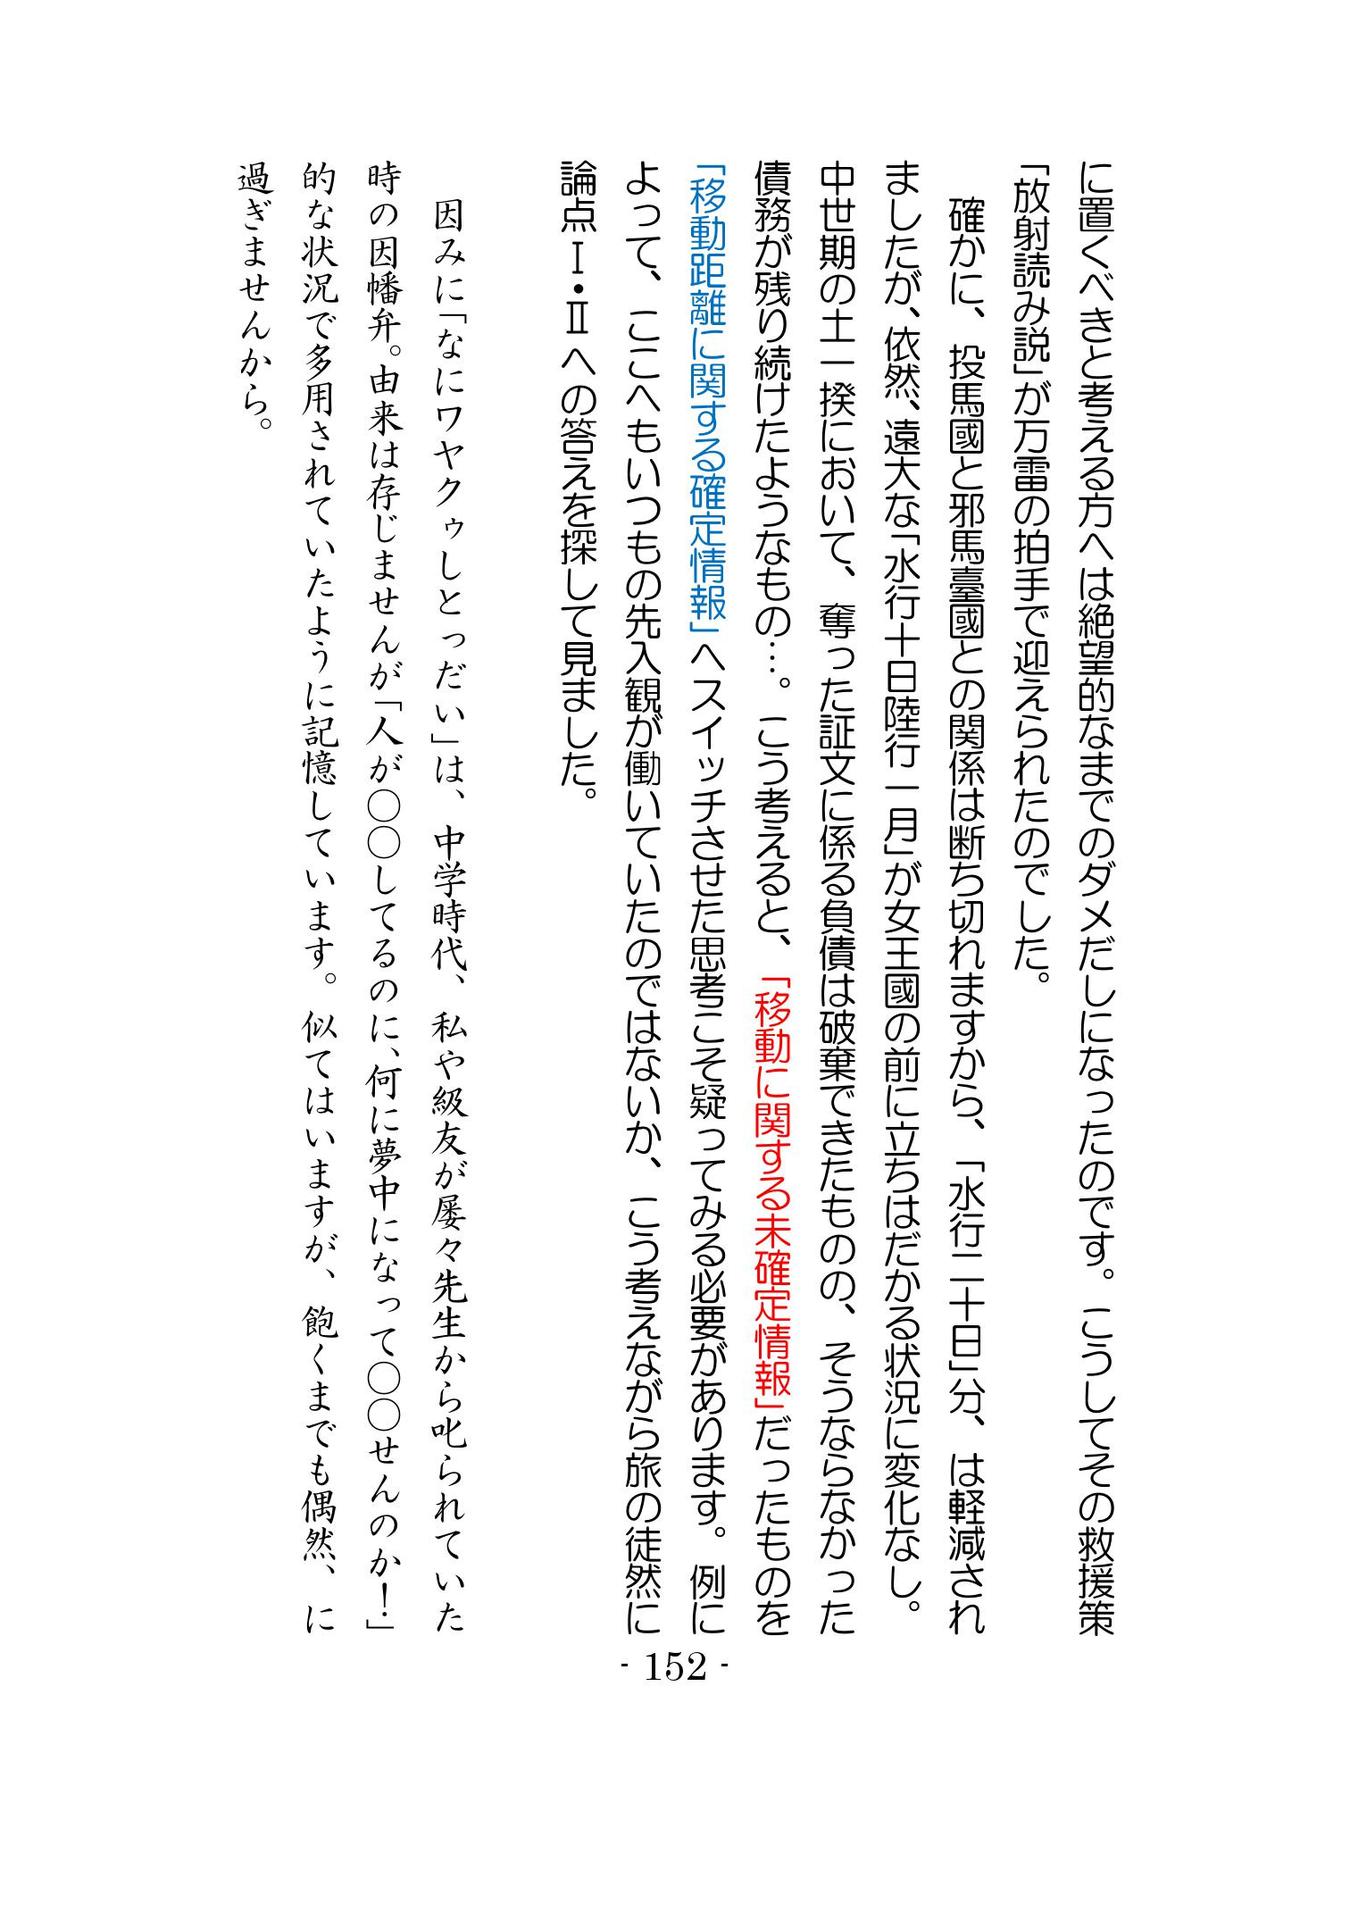 に置くべきと考える方へは絶望的なまでのダメだしになったのです。こうしてその救援策
「放射読み説」が万雷の拍手で迎えられたのでした。
　確かに、投馬國と邪馬臺國との関係は断ち切れますから、「水行二十日」分、は軽減され
ましたが、依然、遠大な「水行十日陸行一月」が女王國の前に立ちはだかる状況に変化なし。
中世期の土一揆において、奪った証文に係る負債は破棄できたものの、そうならなかった
債務が残り続けたようなもの…。こう考えると、「移動に関する未確定情報」だったものを
「移動距離に関する確定情報」へスイッチさせた思考こそ疑ってみる必要があります。例に
よって、ここへもいつもの先入観が働いていたのではないか、こう考えながら旅の徒然に
論点Ⅰ・Ⅱへの答えを探して見ました。
　因みに「なにワヤクゥしとっだい」は、中学時代、私や級友が屡々先生から叱られていた
時の因幡弁。由来は存じませんが「人が〇〇してるのに、何に夢中になって〇〇せんのか！」
的な状況で多用されていたように記憶しています。似てはいますが、飽くまでも偶然、に
過ぎませんから。
- 152 -